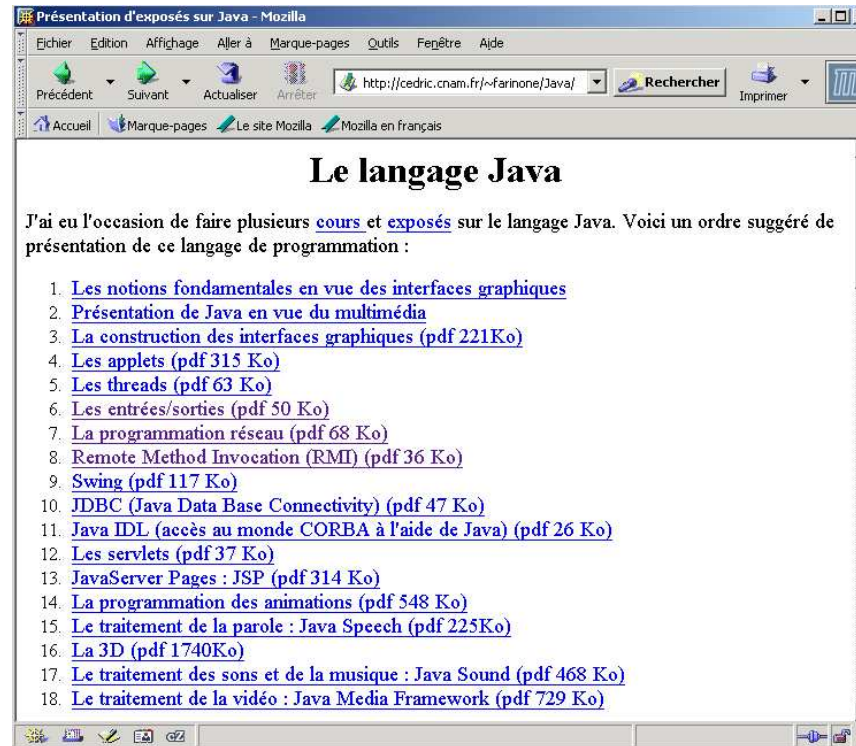 Présentation d'exposés sur Java - Mozilla
Fichier Edition Affichage Aller à Marque-pages Outils Fenêtre Aide
Précédent Suivant Actualiser Arrêter http://cedric.cnam.fr/~farinone/Java/ Rechercher Imprimer
Accueil Marque-pages Le site Mozilla Mozilla en français
Le langage Java
J'ai eu l'occasion de faire plusieurs cours et exposés sur le langage Java. Voici un ordre suggéré de
présentation de ce langage de programmation :
1. Les notions fondamentales en vue des interfaces graphiques
2. Présentation de Java en vue du multimédia
3. La construction des interfaces graphiques (pdf 221Ko)
4. Les applets (pdf 315 Ko)
5. Les threads (pdf 63 Ko)
6. Les entrées/sorties (pdf 50 Ko)
7. La programmation réseau (pdf 68 Ko)
8. Remote Method Invocation (RMI) (pdf 36 Ko)
9. Swing (pdf 117 Ko)
10. JDBC (Java Data Base Connectivity) (pdf 47 Ko)
11. Java IDL (accès au monde CORBA à l'aide de Java) (pdf 26 Ko)
12. Les servlets (pdf 37 Ko)
13. JavaServer Pages : JSP (pdf 314 Ko)
14. La programmation des animations (pdf 548 Ko)
15. Le traitement de la parole : Java Speech (pdf 225Ko)
16. La 3D (pdf 1740Ko)
17. Le traitement des sons et de la musique : Java Sound (pdf 468 Ko)
18. Le traitement de la vidéo : Java Media Framework (pdf 729 Ko)